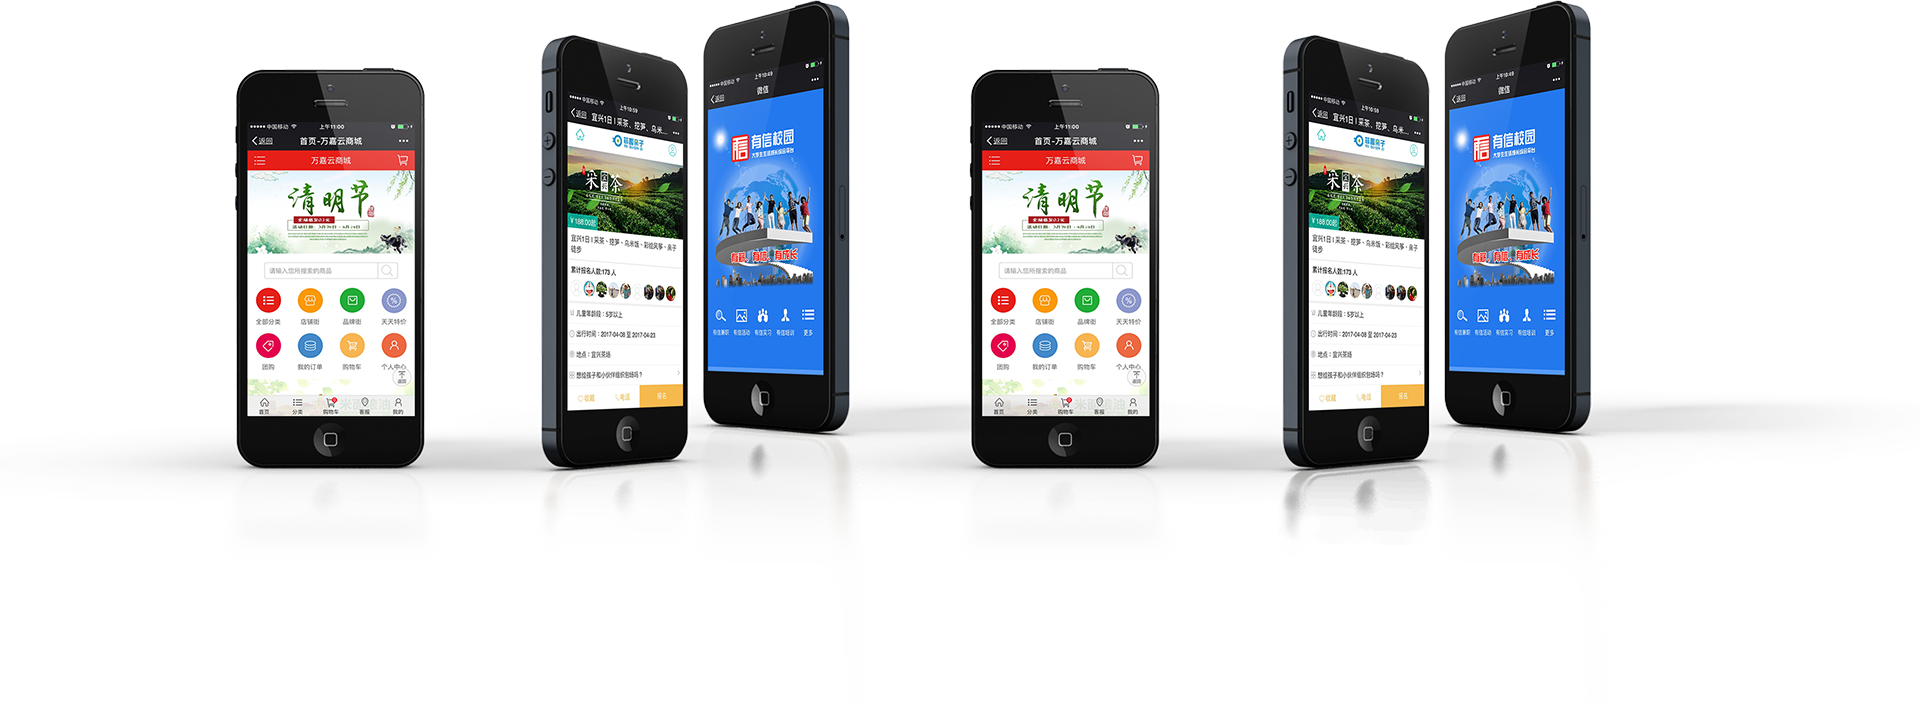 中国移动
上午11:00
返回
首页-万嘉云商城
万嘉云商城
清明节
请输入您所搜索的商品
全部分类
店铺街
品牌街
天天特价
团购
我的订单
购物车
个人中心
返回
首页
分类
购物车
客服
我的
中国移动
上午10:59
返回
宜兴1日 | 采茶、挖笋、乌米...
采茶
¥188.00起
宜兴1日 | 采茶、挖笋、乌米饭、彩绘风筝、亲子
徒步
累计报名人数:173 人
儿童年龄段：5岁以上
出行时间：2017-04-08 至 2017-04-23
地点：宜兴茶场
想给孩子和小伙伴组织包场吗？
收藏
电话
报名
中国移动
上午10:49
返回
微信
有信校园
有薪，有信，有成长
有信兼职
有信活动
有信实习
有信培训
更多
中国移动
上午11:00
返回
首页-万嘉云商城
万嘉云商城
清明节
请输入您所搜索的商品
全部分类
店铺街
品牌街
天天特价
团购
我的订单
购物车
个人中心
返回
首页
分类
购物车
客服
我的
中国移动
上午10:59
返回
宜兴1日 | 采茶、挖笋、乌米...
采茶
¥188.00起
宜兴1日 | 采茶、挖笋、乌米饭、彩绘风筝、亲子
徒步
累计报名人数:173 人
儿童年龄段：5岁以上
出行时间：2017-04-08 至 2017-04-23
地点：宜兴茶场
想给孩子和小伙伴组织包场吗？
收藏
电话
报名
中国移动
上午10:49
返回
微信
有信校园
有薪，有信，有成长
有信兼职
有信活动
有信实习
有信培训
更多